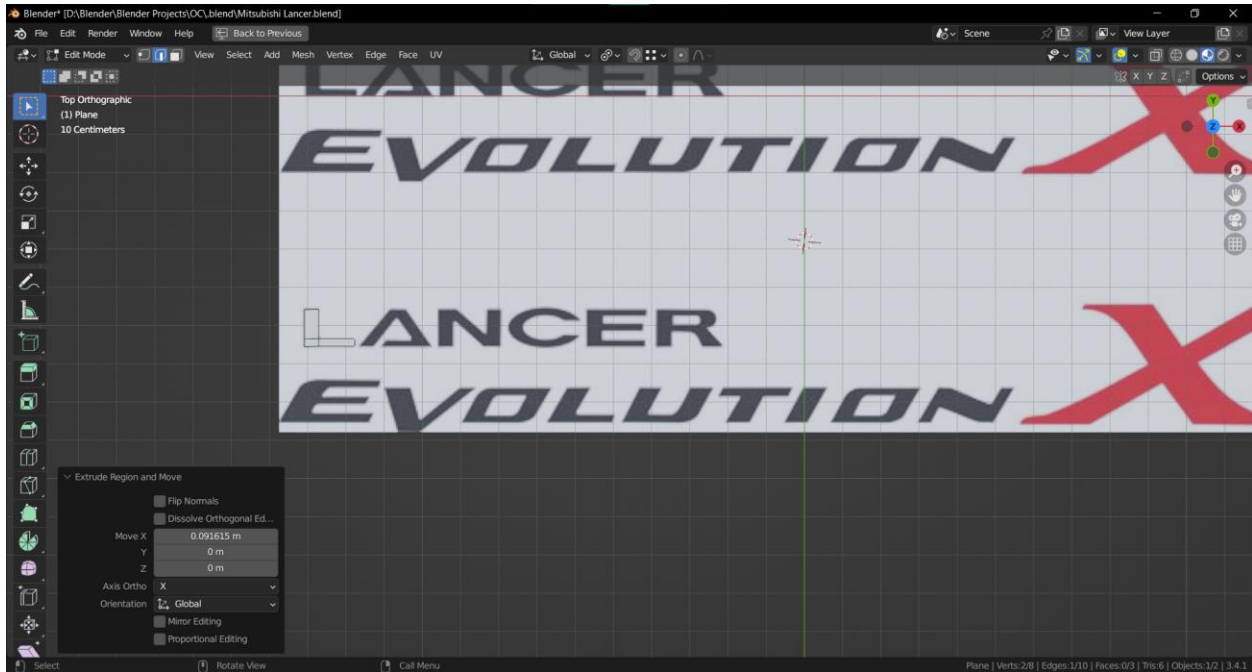 Blender* [D:\Blender\Blender Projects\OC\.blend\Mitsubishi Lancer.blend]
File Edit Render Window Help Back to Previous Scene View Layer
Edit Mode View Select Add Mesh Vertex Edge Face UV Global
X Y Z Options
Top Orthographic
(1) Plane
10 Centimeters
LANCER
EVOLUTION X
ANCER
EVOLUTION X
Y
Z X
Extrude Region and Move
Flip Normals
Dissolve Orthogonal Ed...
Move X 0.091615 m
Y 0 m
Z 0 m
Axis Ortho X
Orientation Global
Mirror Editing
Proportional Editing
Select Rotate View Call Menu Plane | Verts:2/8 | Edges:1/10 | Faces:0/3 | Tris:6 | Objects:1/2 | 3.4.1